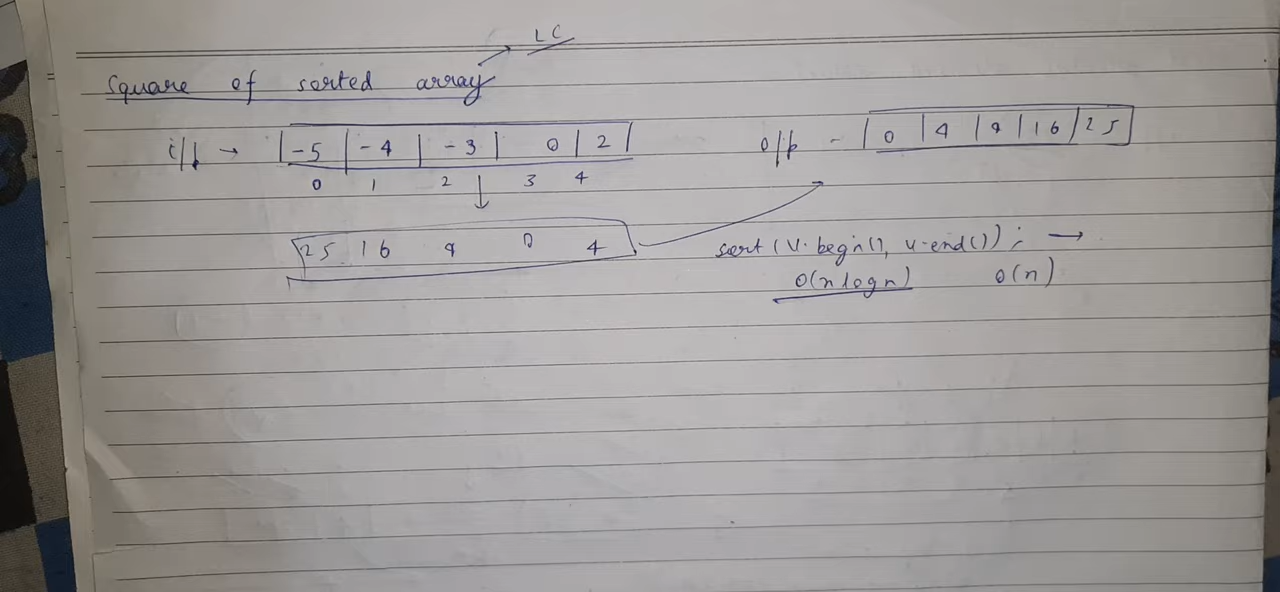 LC
Square of sorted array
i/p → -5 -4 -3 0 2
o/p - 0 4 9 16 25
0 1 2 3 4
25 16 9 0 4
sort (v.begin(), v.end()); →
O(n log n) O(n)